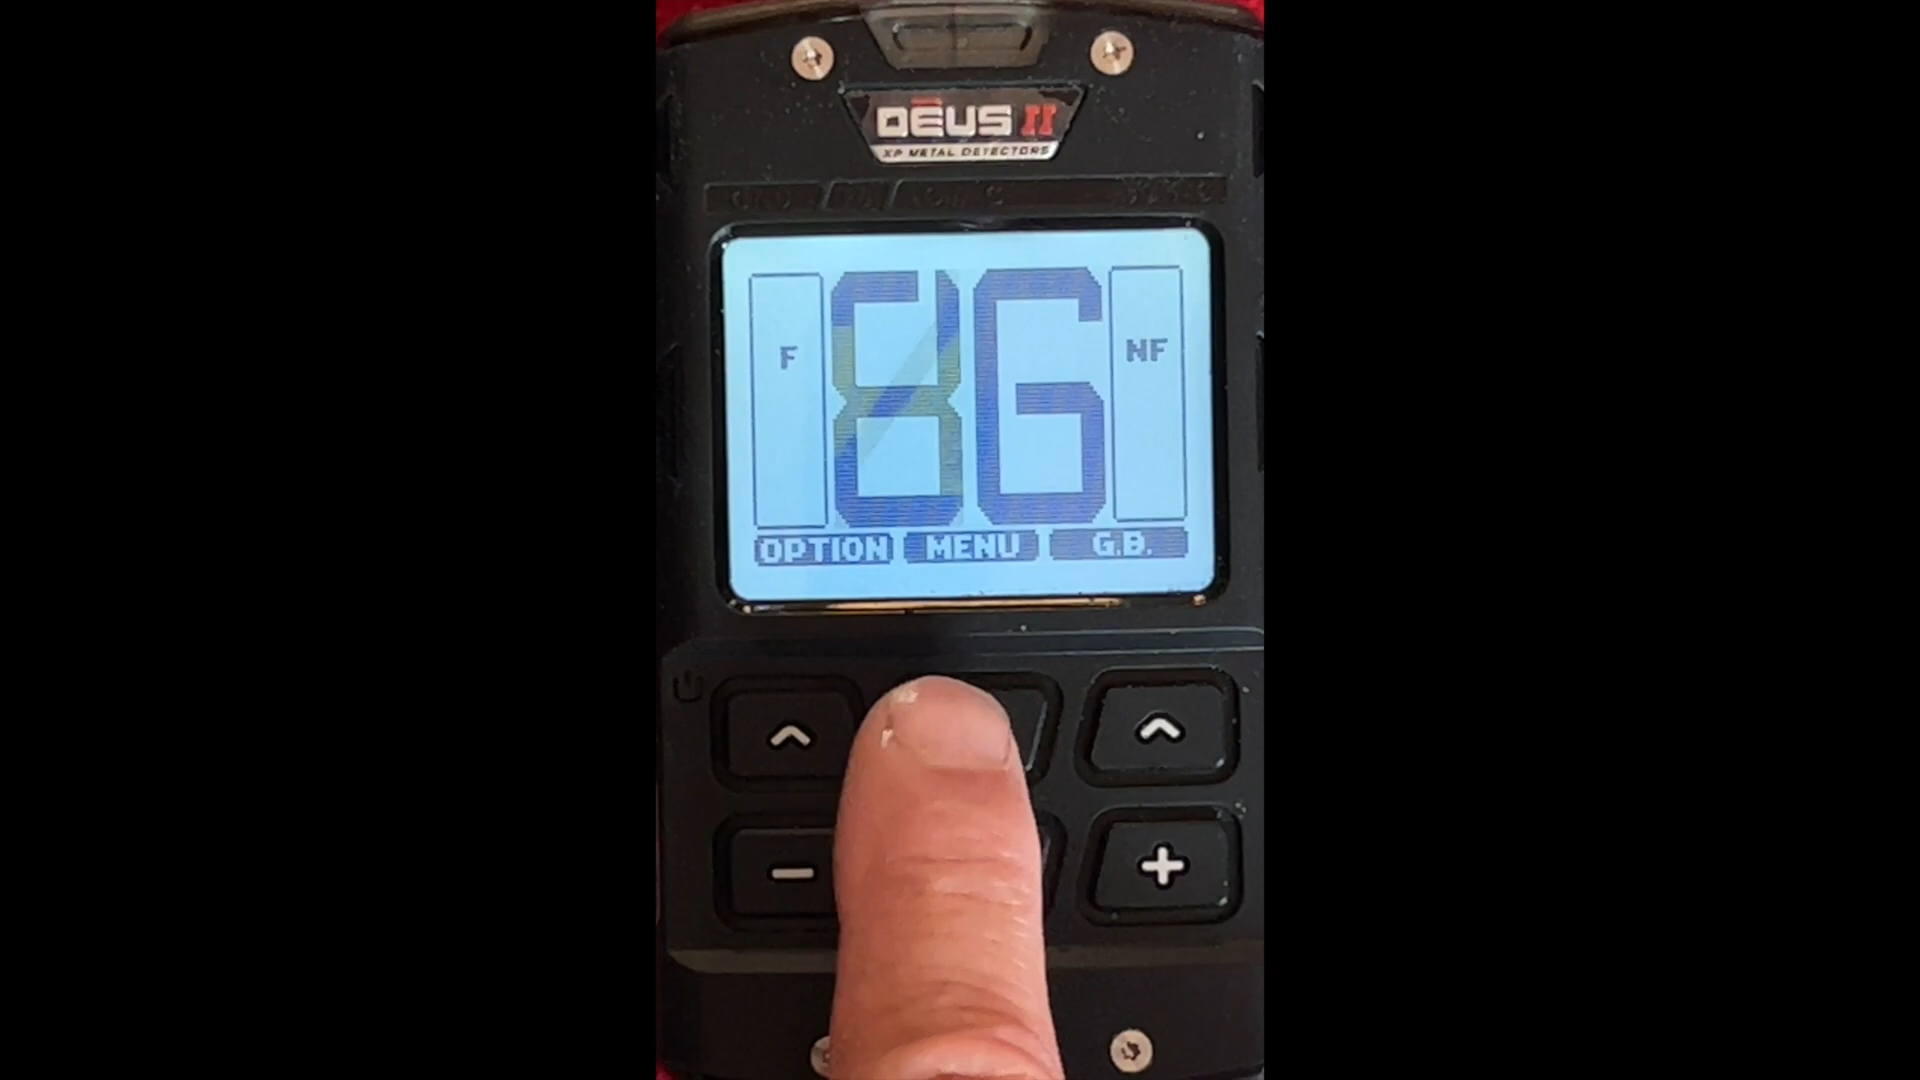 DEUS II
XP METAL DETECTORS
F 86 NF
OPTION MENU G.B.